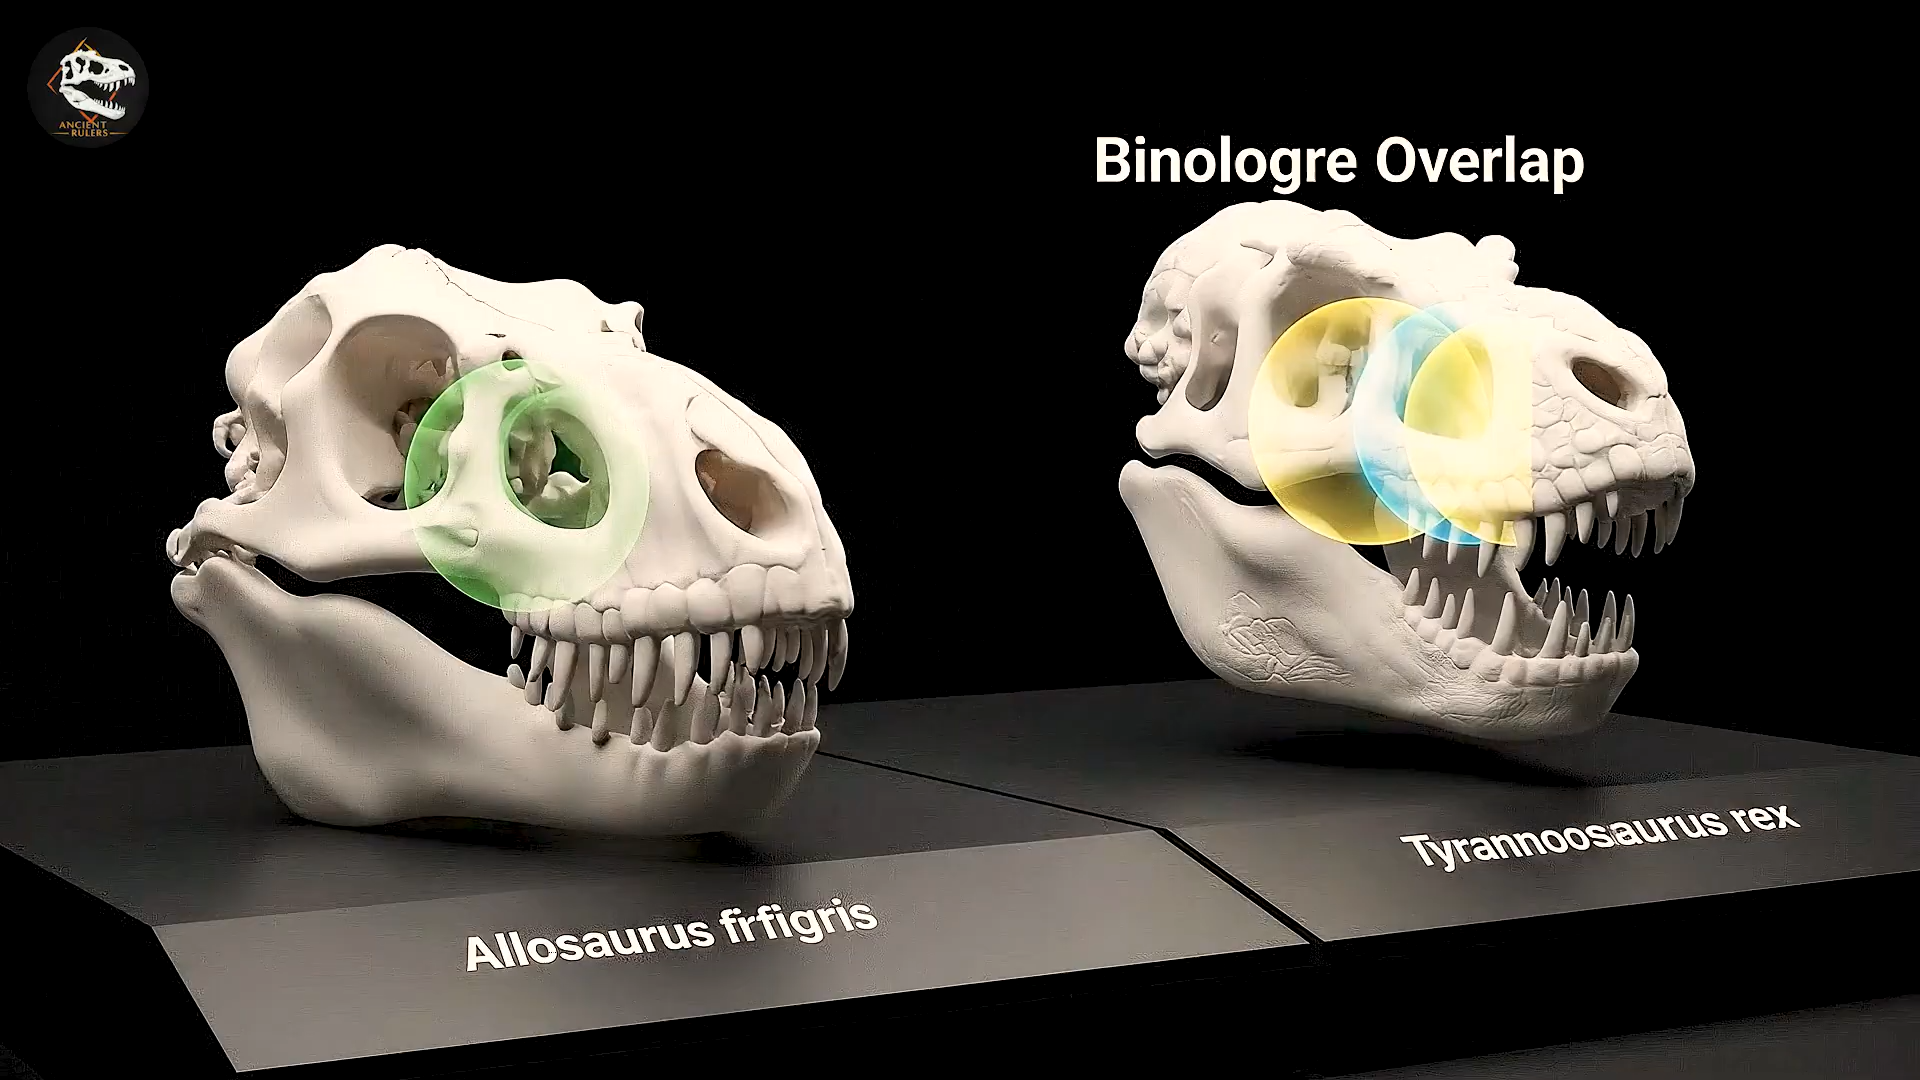 ANCIENT
RULERS
Binologre Overlap
Tyrannoosaurus rex
Allosaurus frfigris